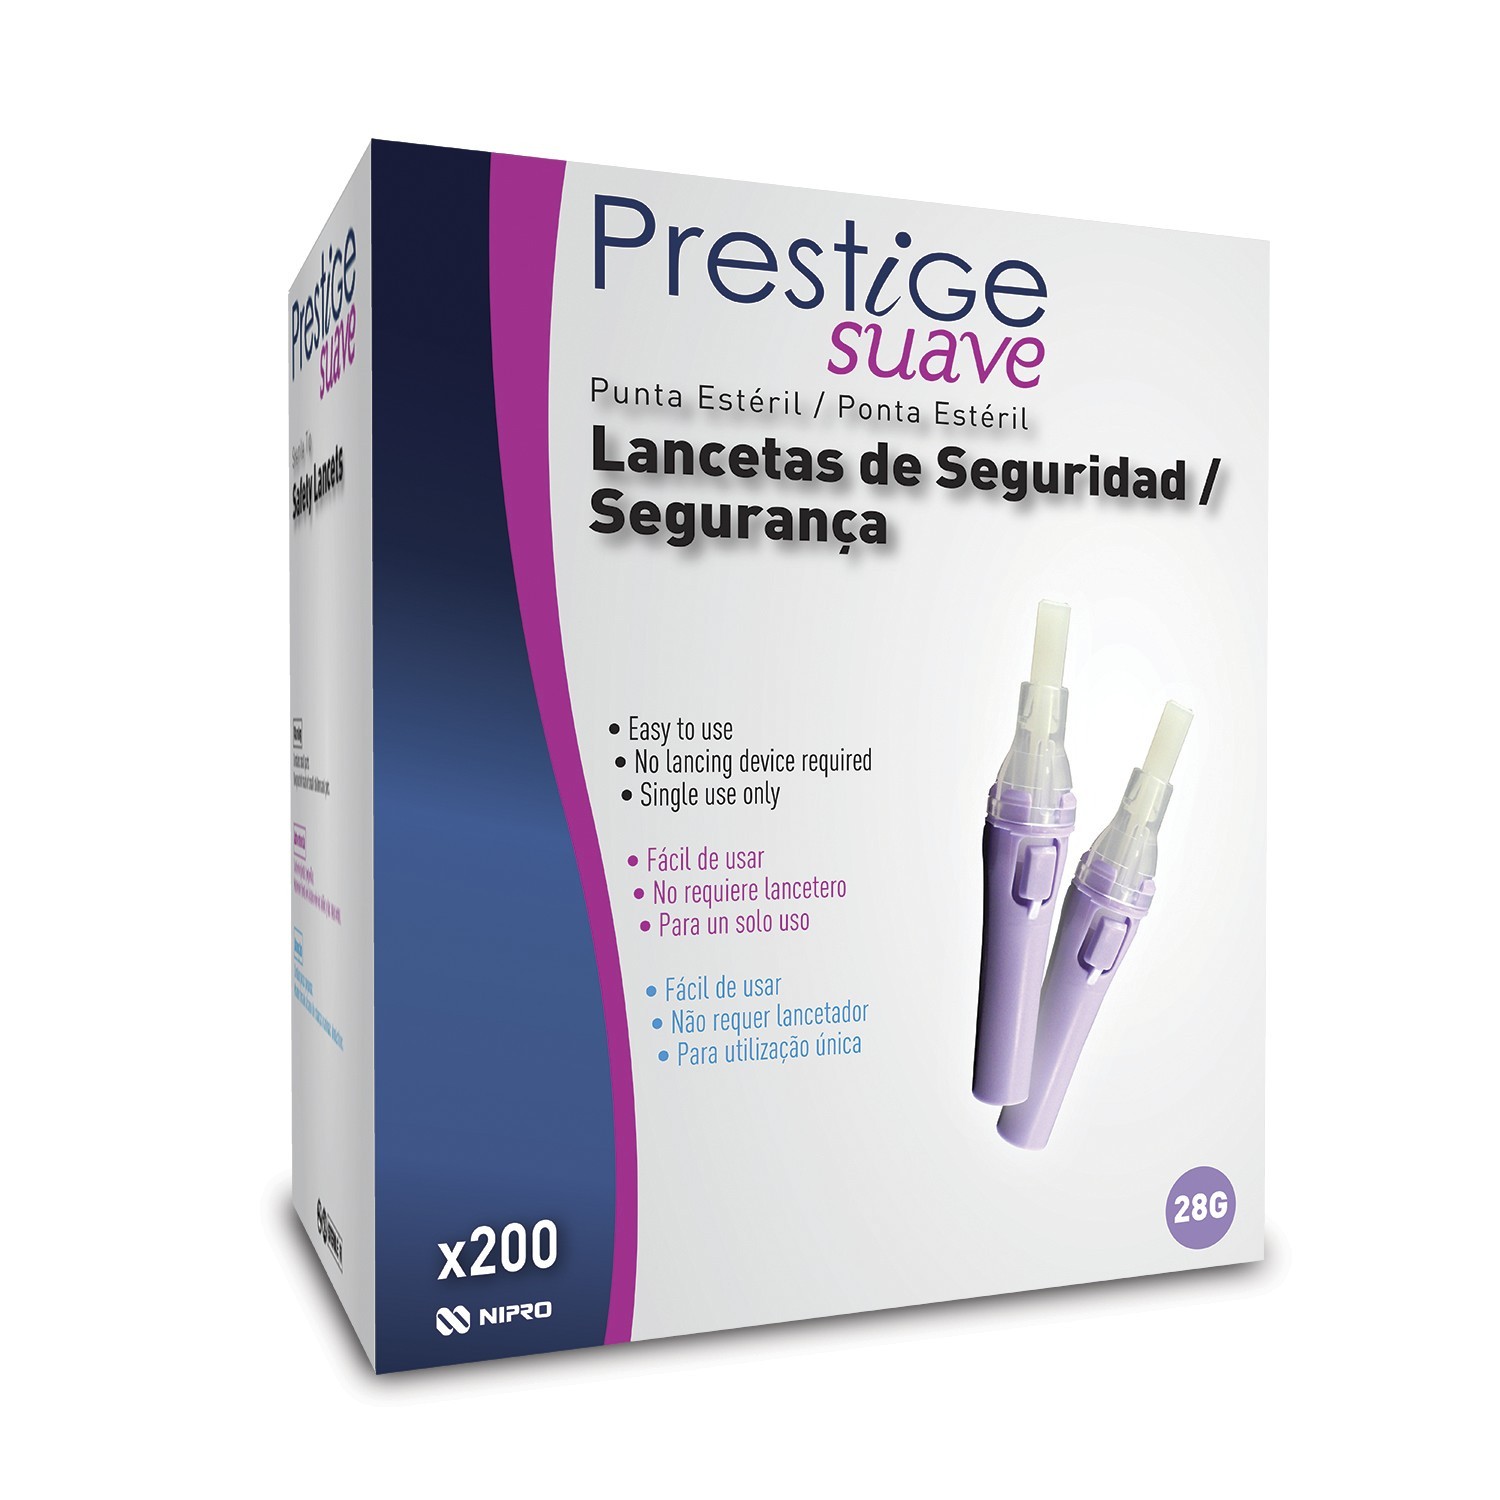 Prestige
suave
Punta Estéril / Ponta Estéril
Lancetas de Seguridad /
Segurança
• Easy to use
• No lancing device required
• Single use only
• Fácil de usar
• No requiere lancetero
• Para un solo uso
• Fácil de usar
• Não requer lancetador
• Para utilização única
28G
x200
NIPRO
Prestige
suave
Safety Lancets